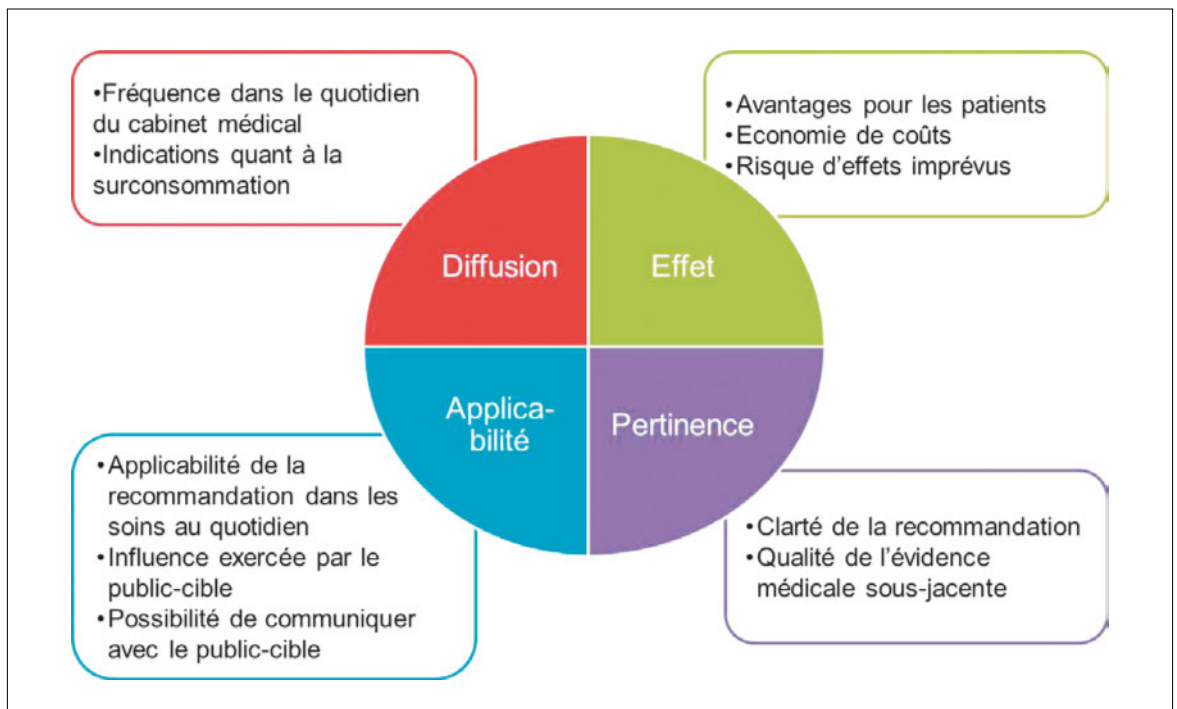 •Fréquence dans le quotidien
du cabinet médical
•Indications quant à la
surconsommation
•Avantages pour les patients
•Economie de coûts
•Risque d'effets imprévus
Diffusion
Effet
Applica-
bilité
Pertinence
•Applicabilité de la
recommandation dans les
soins au quotidien
•Influence exercée par le
public-cible
•Possibilité de communiquer
avec le public-cible
•Clarté de la recommandation
•Qualité de l'évidence
médicale sous-jacente